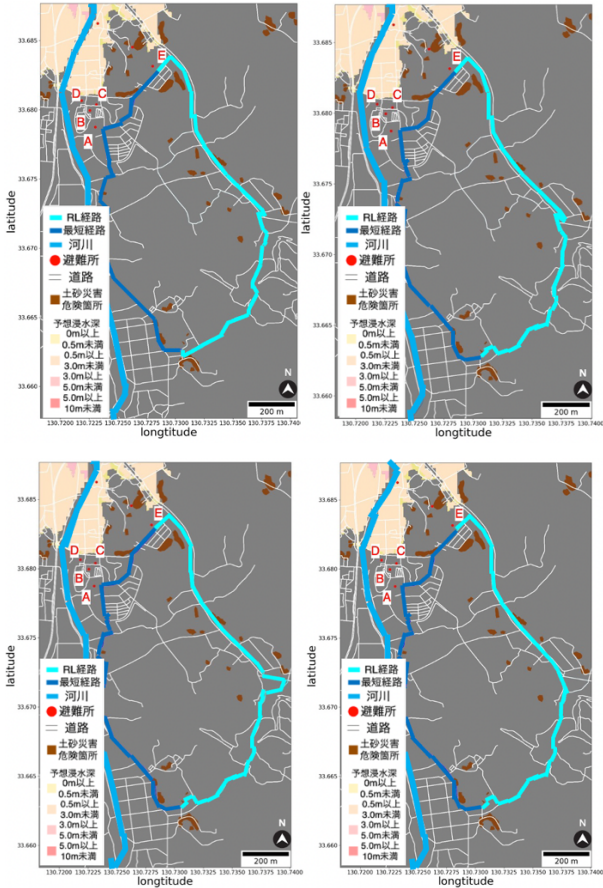 33.685
33.680
33.675
33.670
33.665
33.660
latitude
E
D
C
B
A
RL経路
最短経路
河川
避難所
道路
土砂災害
危険箇所
予想浸水深
0m以上
0.5m未満
0.5m以上
3.0m未満
3.0m以上
5.0m未満
5.0m以上
10m未満
N
200 m
130.7200 130.7225 130.7250 130.7275 130.7300 130.7325 130.7350 130.7375 130.7400
longtitude
33.685
33.680
33.675
33.670
33.665
33.660
latitude
E
D
C
B
A
RL経路
最短経路
河川
避難所
道路
土砂災害
危険箇所
予想浸水深
0m以上
0.5m未満
0.5m以上
3.0m未満
3.0m以上
5.0m未満
5.0m以上
10m未満
N
200 m
130.7200 130.7225 130.7250 130.7275 130.7300 130.7325 130.7350 130.7375 130.7400
longtitude
33.685
33.680
33.675
33.670
33.665
33.660
latitude
E
D
C
B
A
RL経路
最短経路
河川
避難所
道路
土砂災害
危険箇所
予想浸水深
0m以上
0.5m未満
0.5m以上
3.0m未満
3.0m以上
5.0m未満
5.0m以上
10m未満
N
200 m
130.7200 130.7225 130.7250 130.7275 130.7300 130.7325 130.7350 130.7375 130.7400
longtitude
33.685
33.680
33.675
33.670
33.665
33.660
latitude
E
D
C
B
A
RL経路
最短経路
河川
避難所
道路
土砂災害
危険箇所
予想浸水深
0m以上
0.5m未満
0.5m以上
3.0m未満
3.0m以上
5.0m未満
5.0m以上
10m未満
N
200 m
130.7200 130.7225 130.7250 130.7275 130.7300 130.7325 130.7350 130.7375 130.7400
longtitude